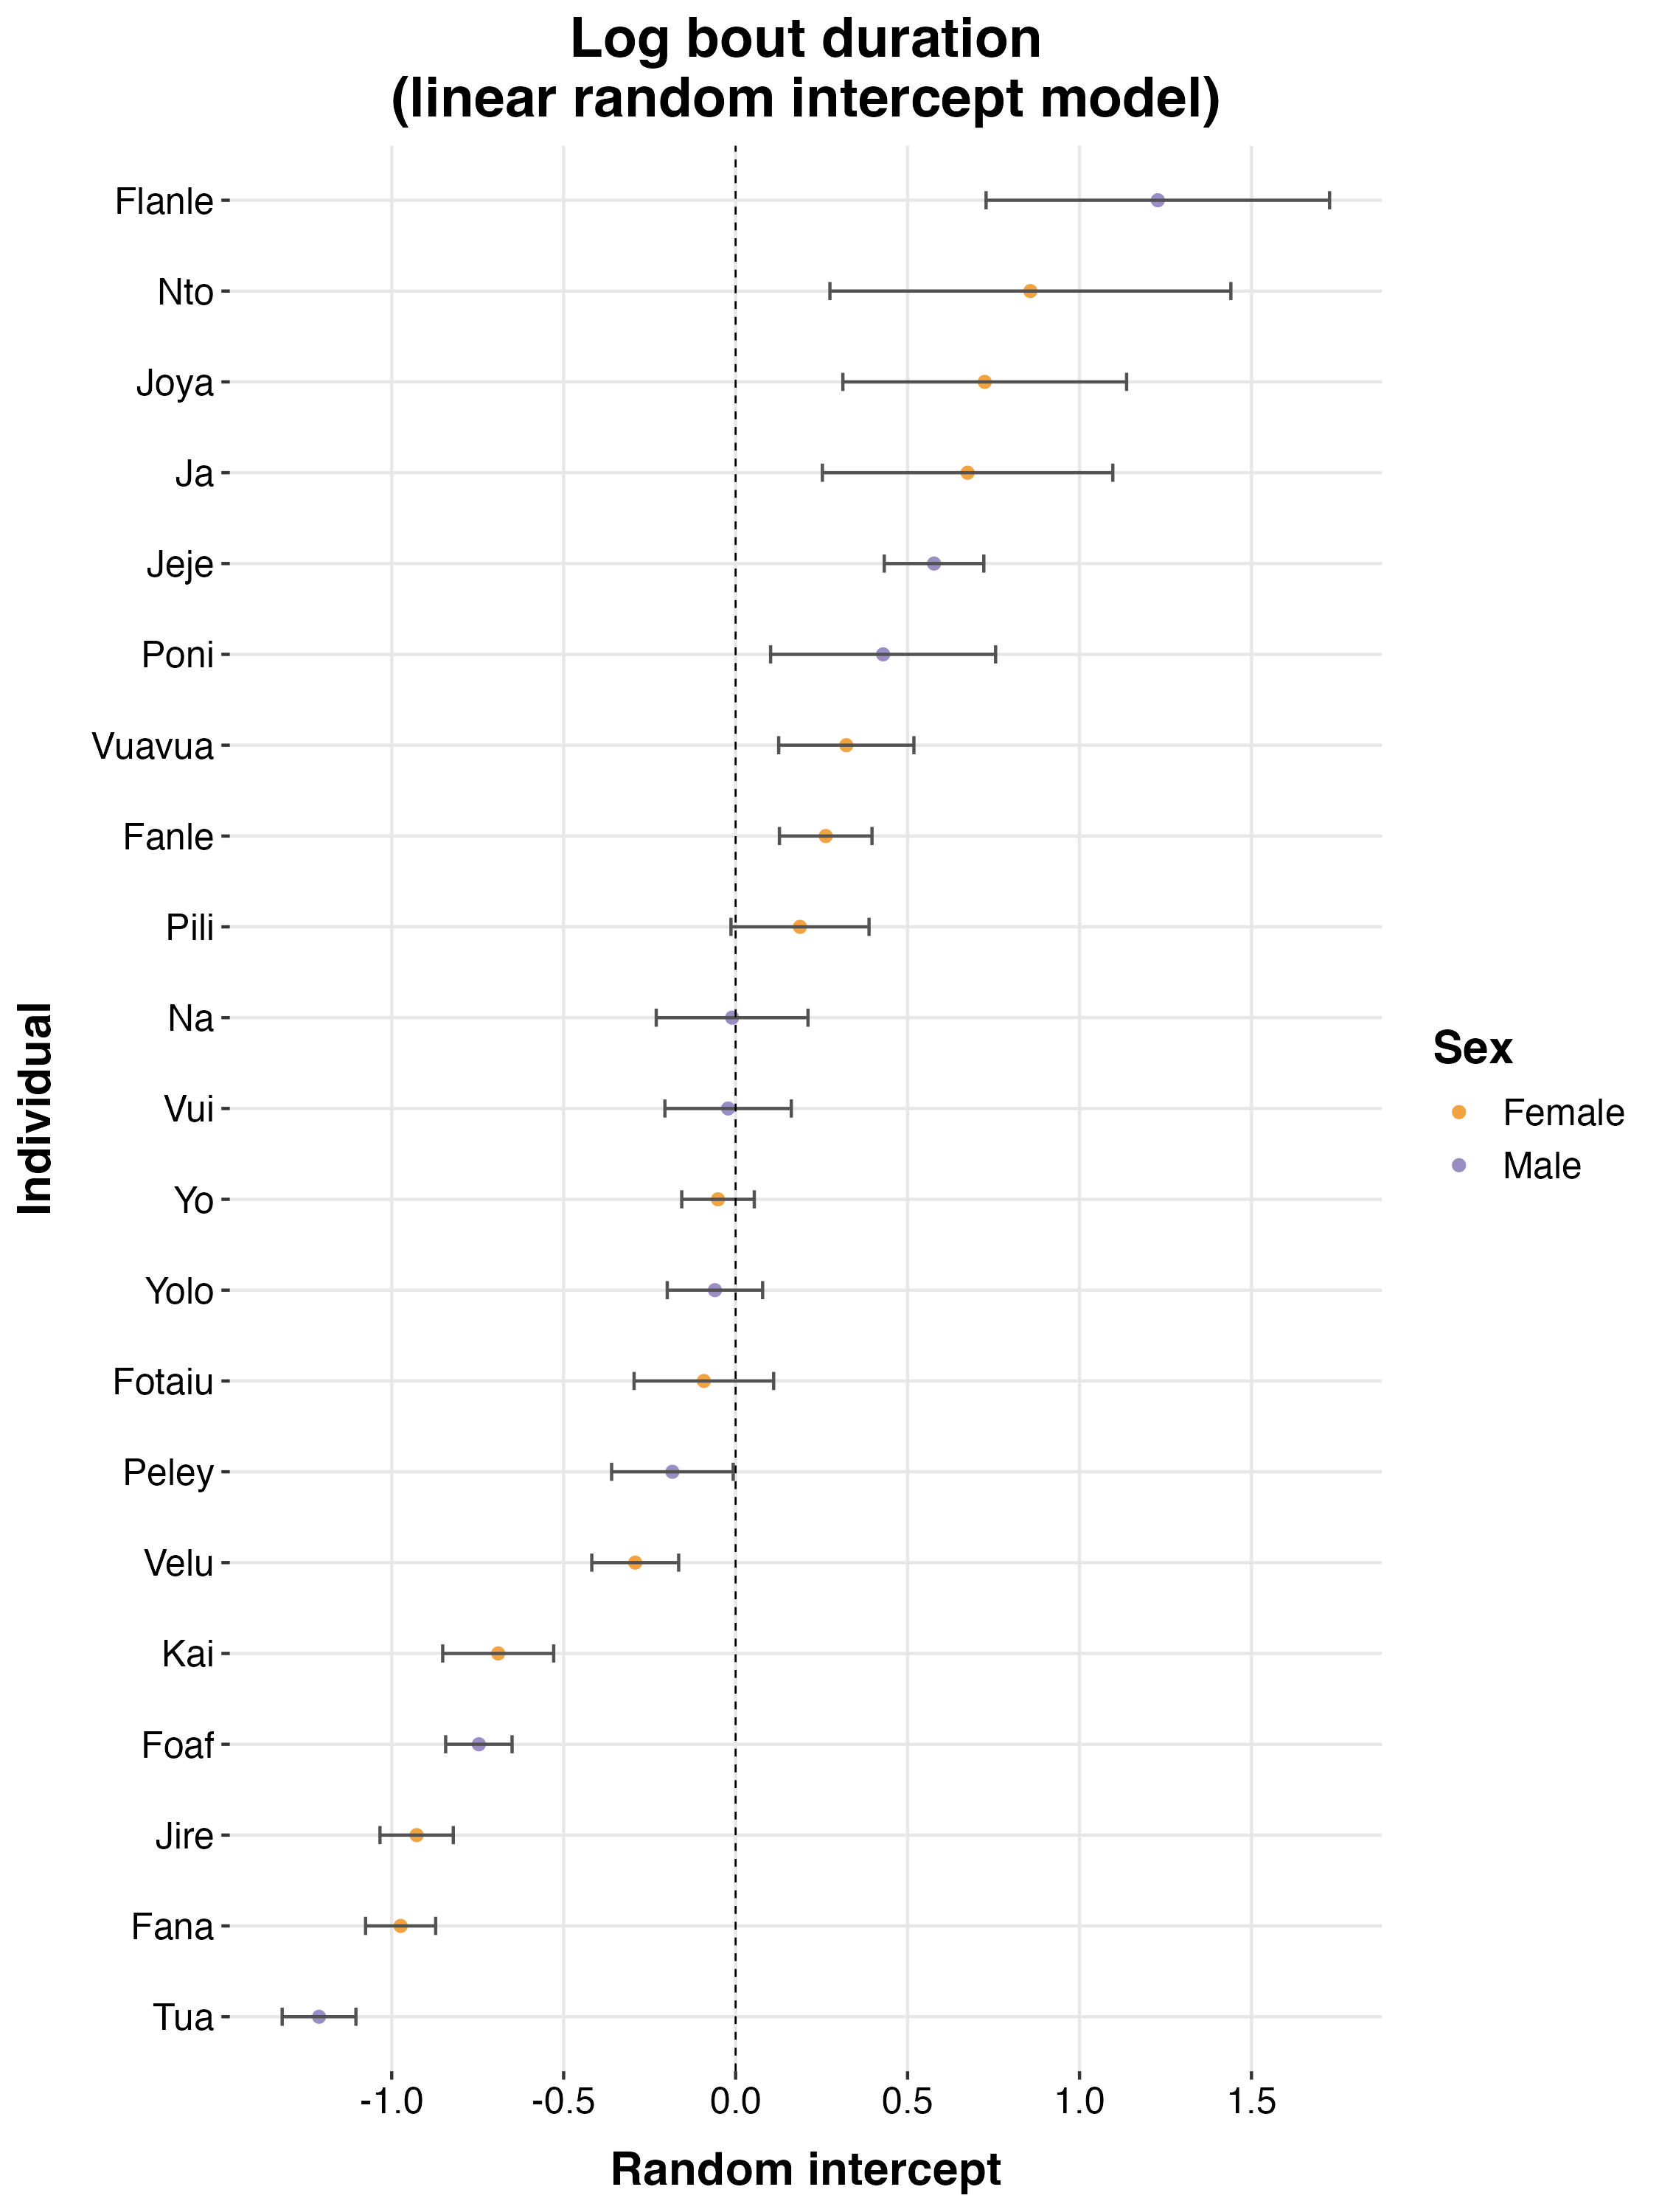 Log bout duration
(linear random intercept model)
Flanle
Nto
Joya
Ja
Jeje
Poni
Vuavua
Fanle
Pili
Na
Vui
Yo
Yolo
Fotaiu
Peley
Velu
Kai
Foaf
Jire
Fana
Tua
Individual
-1.0 -0.5 0.0 0.5 1.0 1.5
Random intercept
Sex
Female
Male